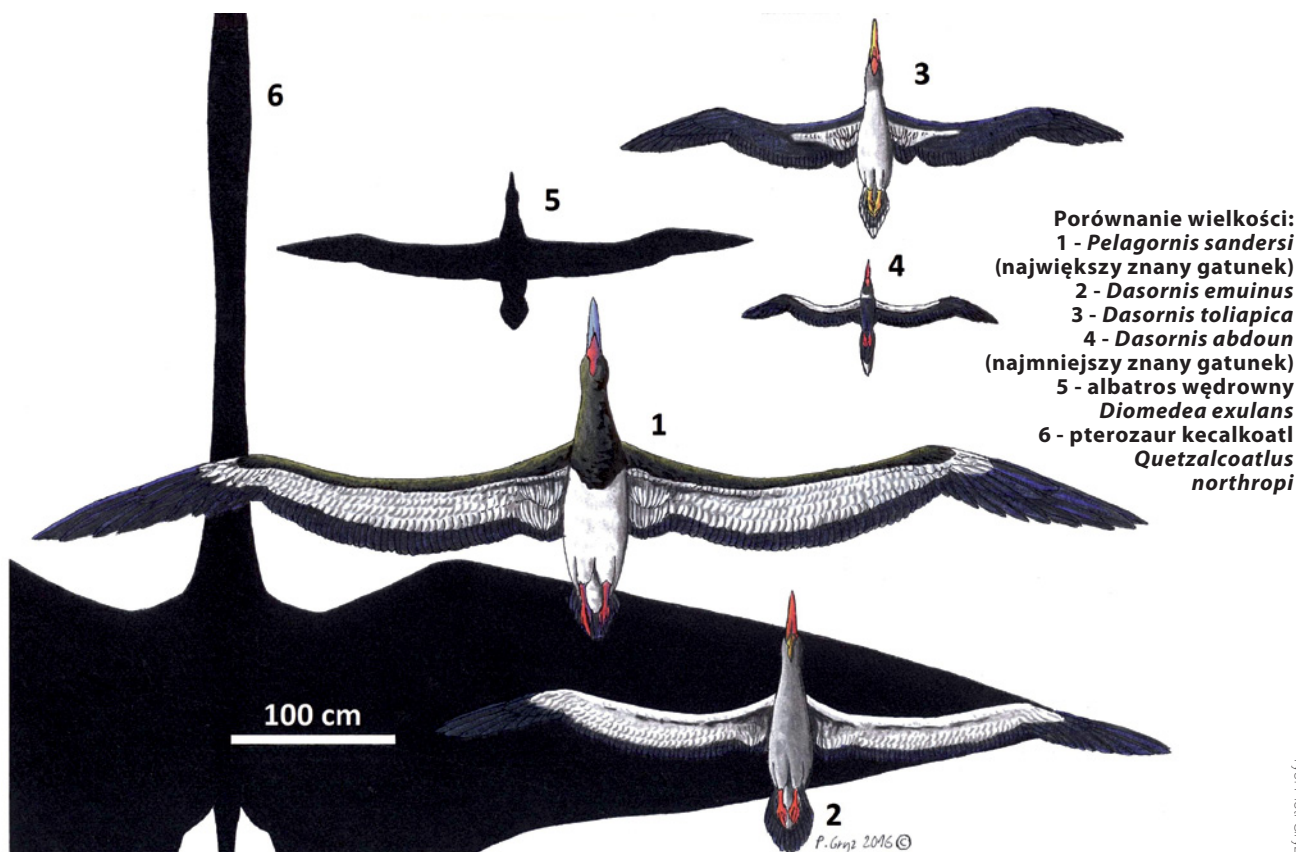 6
3
5
4
1
Porównanie wielkości:
1 - Pelagornis sandersi
(największy znany gatunek)
2 - Dasornis emuinus
3 - Dasornis toliapica
4 - Dasornis abdoun
(najmniejszy znany gatunek)
5 - albatros wędrowny
Diomedea exulans
6 - pterozaur kecalkoatl
Quetzalcoatlus
northropi
100 cm
2
P. Gryz 2016 ©